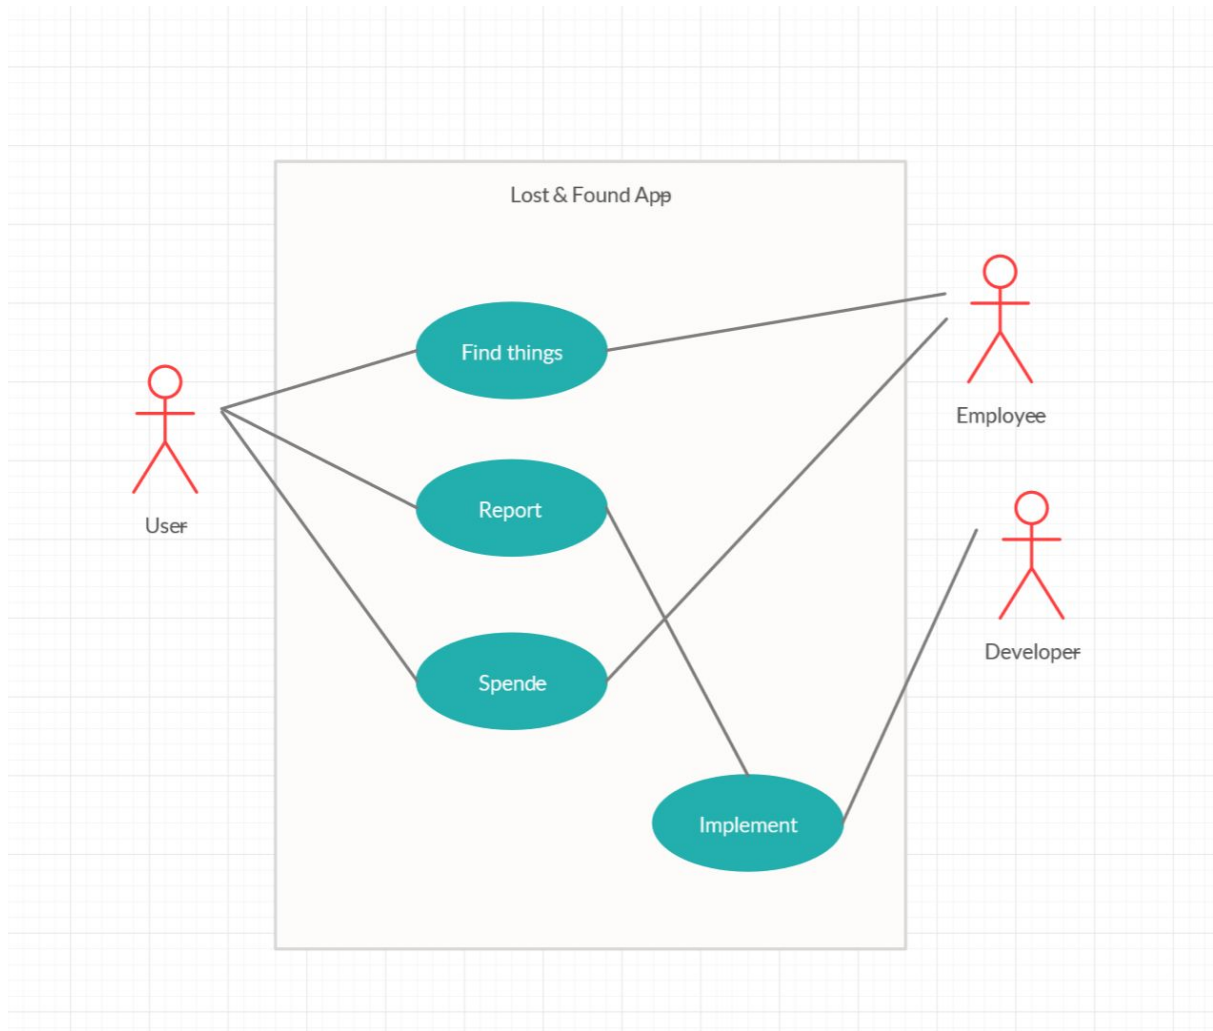 Lost & Found App
Find things
Employee
Report
User
Developer
Spende
Implement